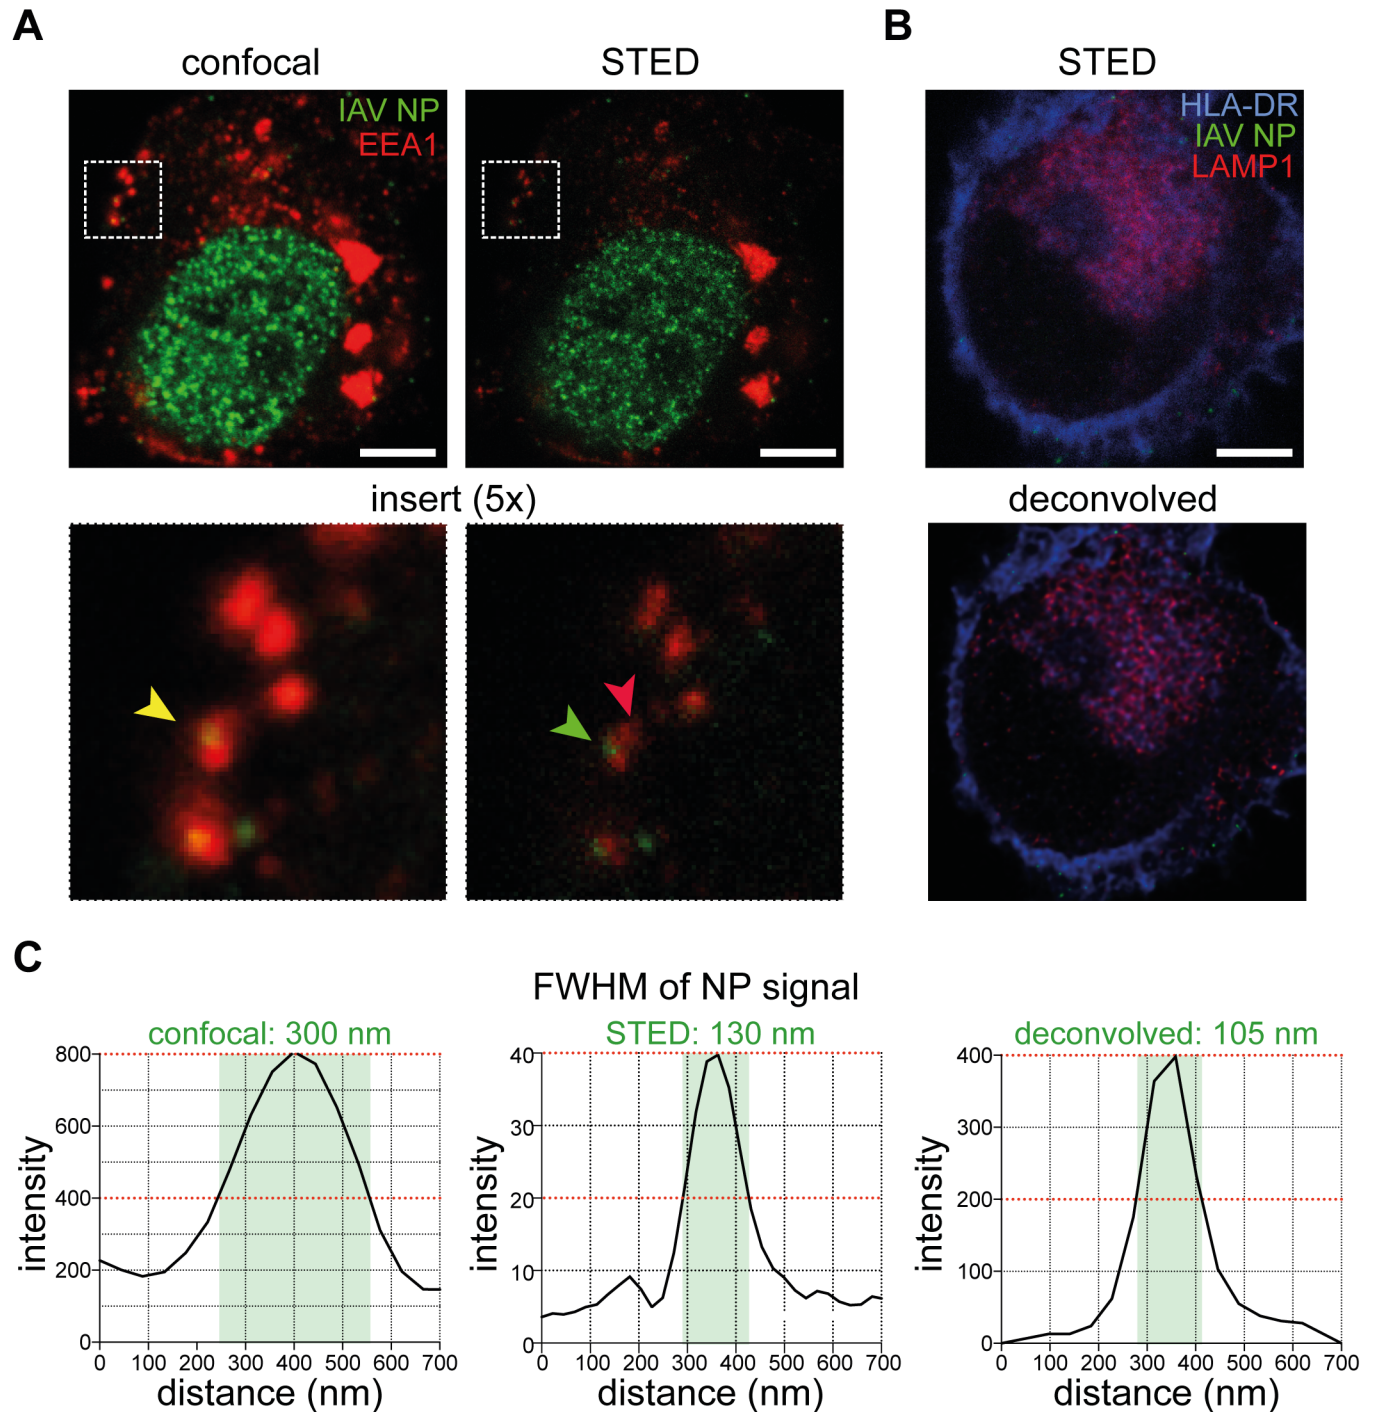 A
B
confocal
STED
STED
IAV NP
EEA1
HLA-DR
IAV NP
LAMP1
insert (5x)
deconvolved
C
FWHM of NP signal
confocal: 300 nm
STED: 130 nm
deconvolved: 105 nm
intensity
800
600
400
200
0
0 100 200 300 400 500 600 700
distance (nm)
intensity
40
30
20
10
0
0 100 200 300 400 500 600 700
distance (nm)
intensity
400
300
200
100
0
0 100 200 300 400 500 600 700
distance (nm)